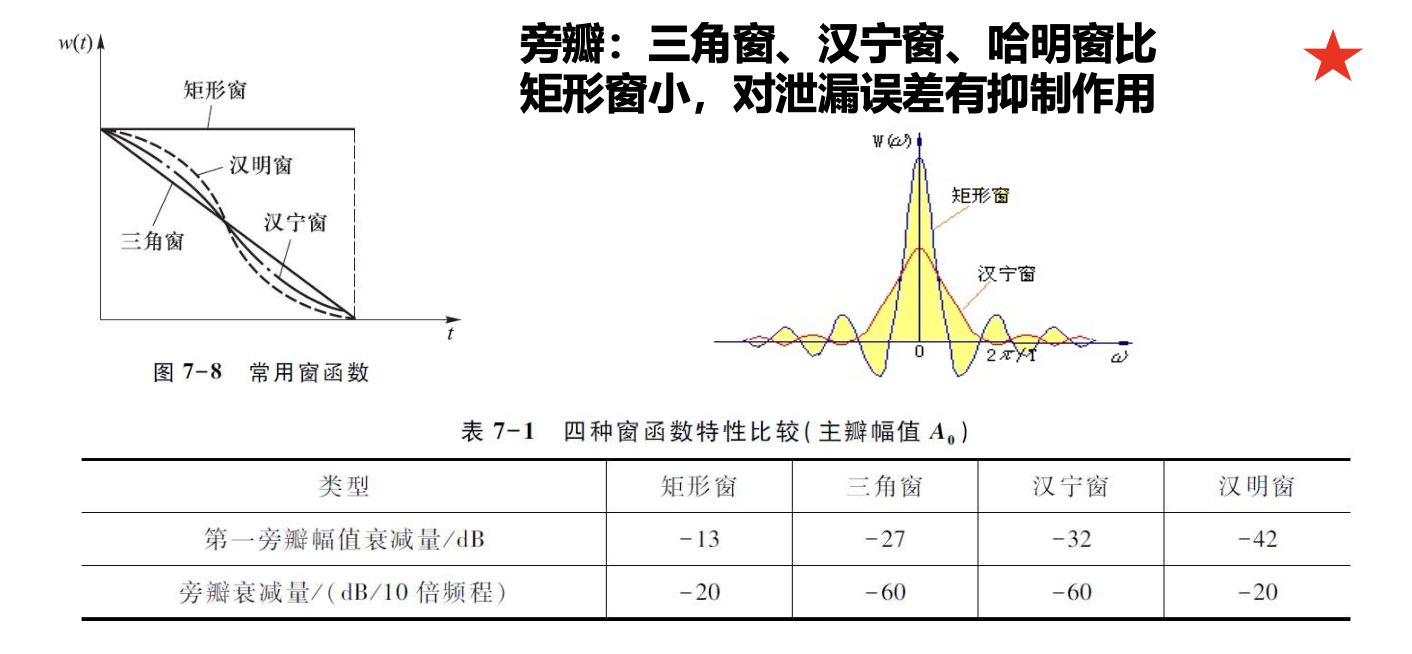 旁瓣：三角窗、汉宁窗、哈明窗比
矩形窗小，对泄漏误差有抑制作用
w(t)
矩形窗
汉明窗
三角窗
汉宁窗
t
图 7-8 常用窗函数
W(ω)
矩形窗
汉宁窗
0
2π/T
ω
表 7-1 四种窗函数特性比较(主瓣幅值 A₀)
类型 矩形窗 三角窗 汉宁窗 汉明窗
第一旁瓣幅值衰减量/dB -13 -27 -32 -42
旁瓣衰减量/(dB/10 倍频程) -20 -60 -60 -20